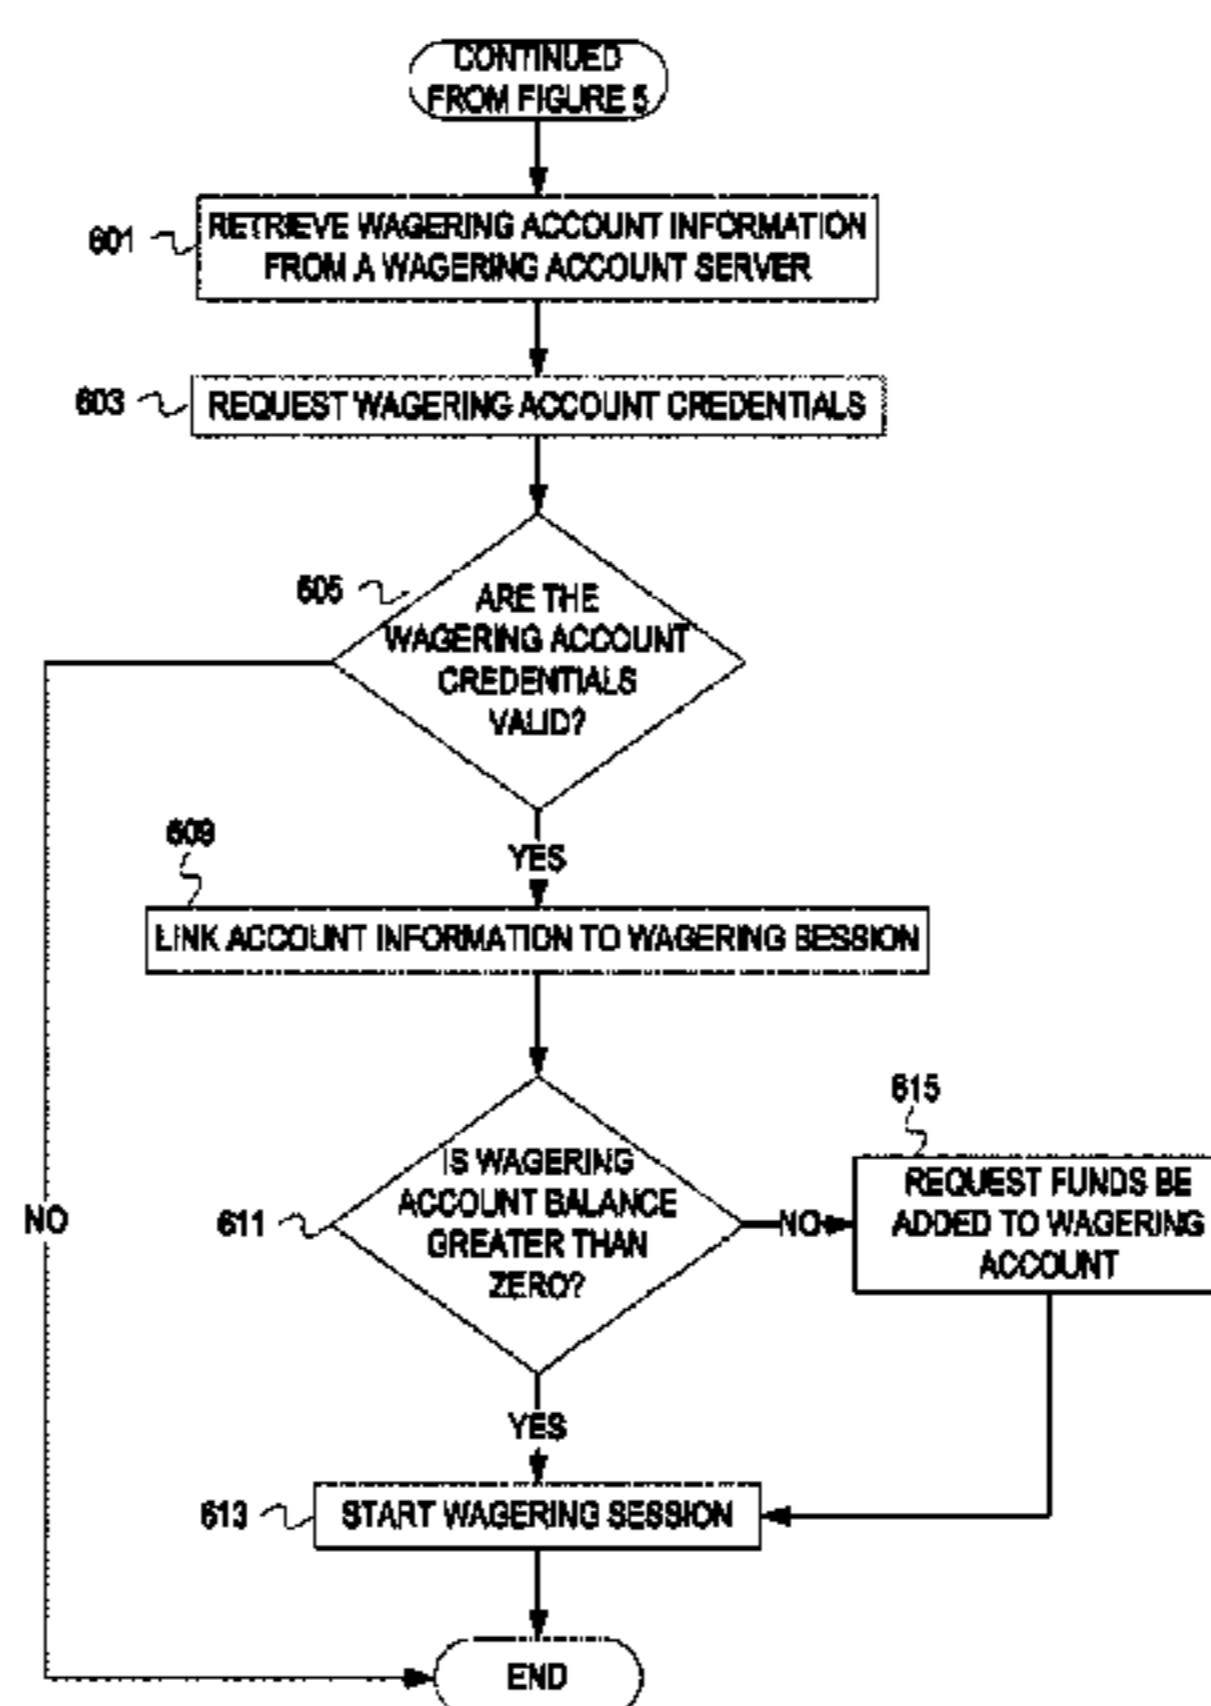 CONTINUED
FROM FIGURE 5
601
RETRIEVE WAGERING ACCOUNT INFORMATION
FROM A WAGERING ACCOUNT SERVER
603
REQUEST WAGERING ACCOUNT CREDENTIALS
605
ARE THE
WAGERING ACCOUNT
CREDENTIALS
VALID?
609
YES
LINK ACCOUNT INFORMATION TO WAGERING SESSION
615
IS WAGERING
ACCOUNT BALANCE
GREATER THAN
ZERO?
611
NO
NO
REQUEST FUNDS BE
ADDED TO WAGERING
ACCOUNT
YES
613
START WAGERING SESSION
END